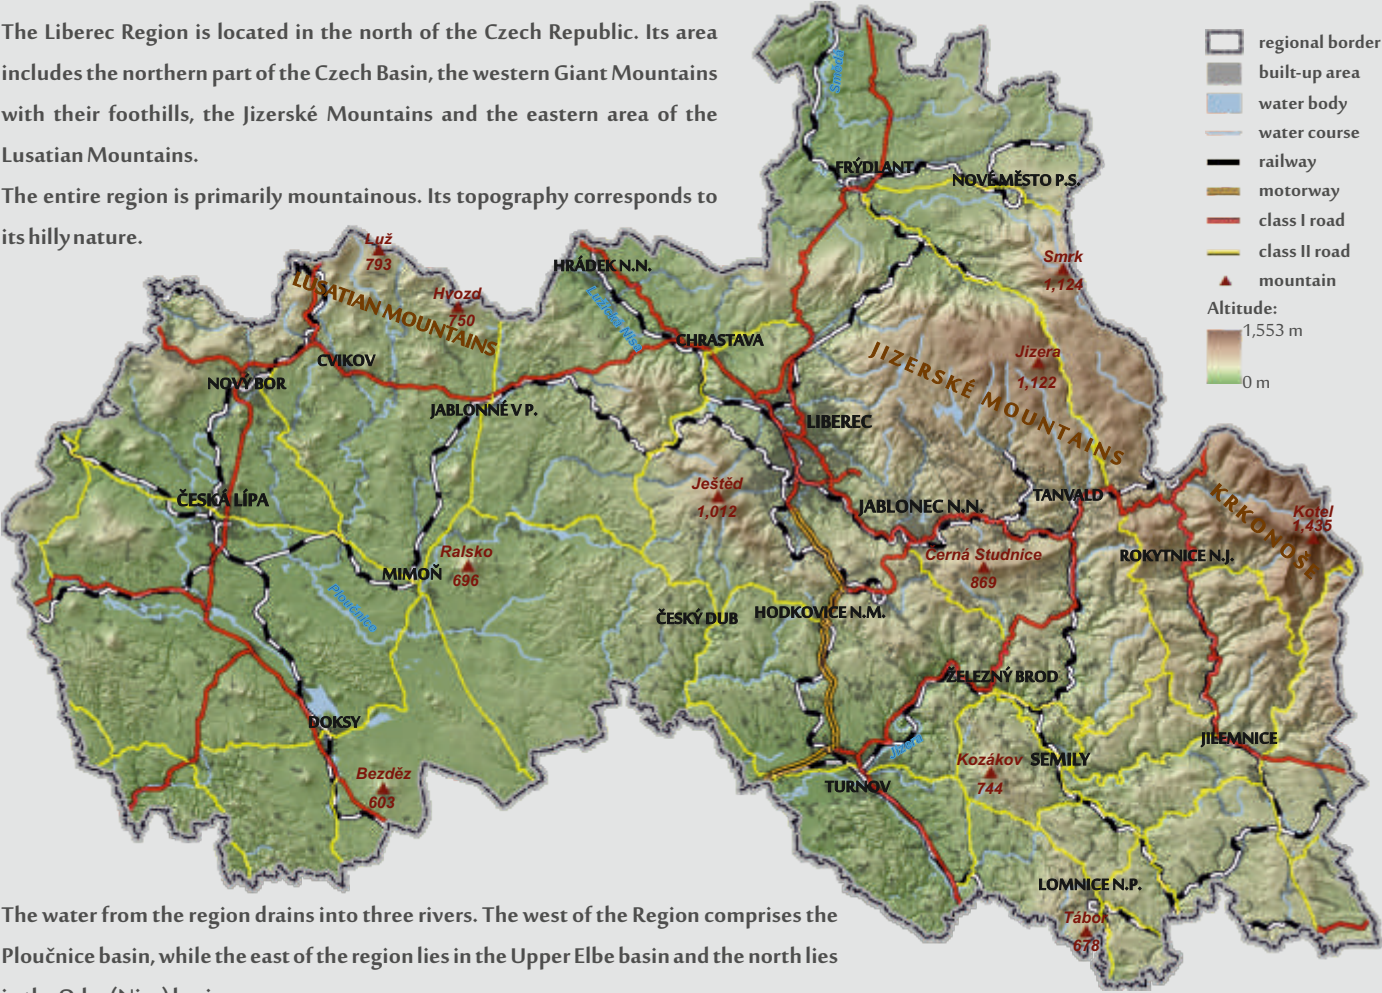 The Liberec Region is located in the north of the Czech Republic. Its area
includes the northern part of the Czech Basin, the western Giant Mountains
with their foothills, the Jizerské Mountains and the eastern area of the
Lusatian Mountains.
The entire region is primarily mountainous. Its topography corresponds to
its hilly nature.
regional border
built-up area
water body
water course
railway
motorway
class I road
class II road
mountain
Altitude:
1,553 m
0 m
Smědá
FRÝDLANT
NOVÉ MĚSTO P.S.
Luž
793
HRÁDEK N.N.
Smrk
1,124
LUSATIAN MOUNTAINS
Hvozd
750
Lužická Nisa
CHRASTAVA
CVIKOV
NOVÝ BOR
JIZERSKÉ MOUNTAINS
Jizera
1,122
JABLONNÉ V P.
LIBEREC
ČESKÁ LÍPA
Ještěd
1,012
JABLONEC N.N.
TANVALD
KRKONOŠE
Kotel
1,435
Ralsko
696
MIMOŇ
Černá Studnice
869
ROKYTNICE N.J.
Ploučnice
ČESKÝ DUB
HODKOVICE N.M.
ŽELEZNÝ BROD
DOKSY
Jizera
JILEMNICE
SEMILY
Kozákov
744
Bezděz
603
TURNOV
LOMNICE N.P.
Tábor
678
The water from the region drains into three rivers. The west of the Region comprises the
Ploučnice basin, while the east of the region lies in the Upper Elbe basin and the north lies